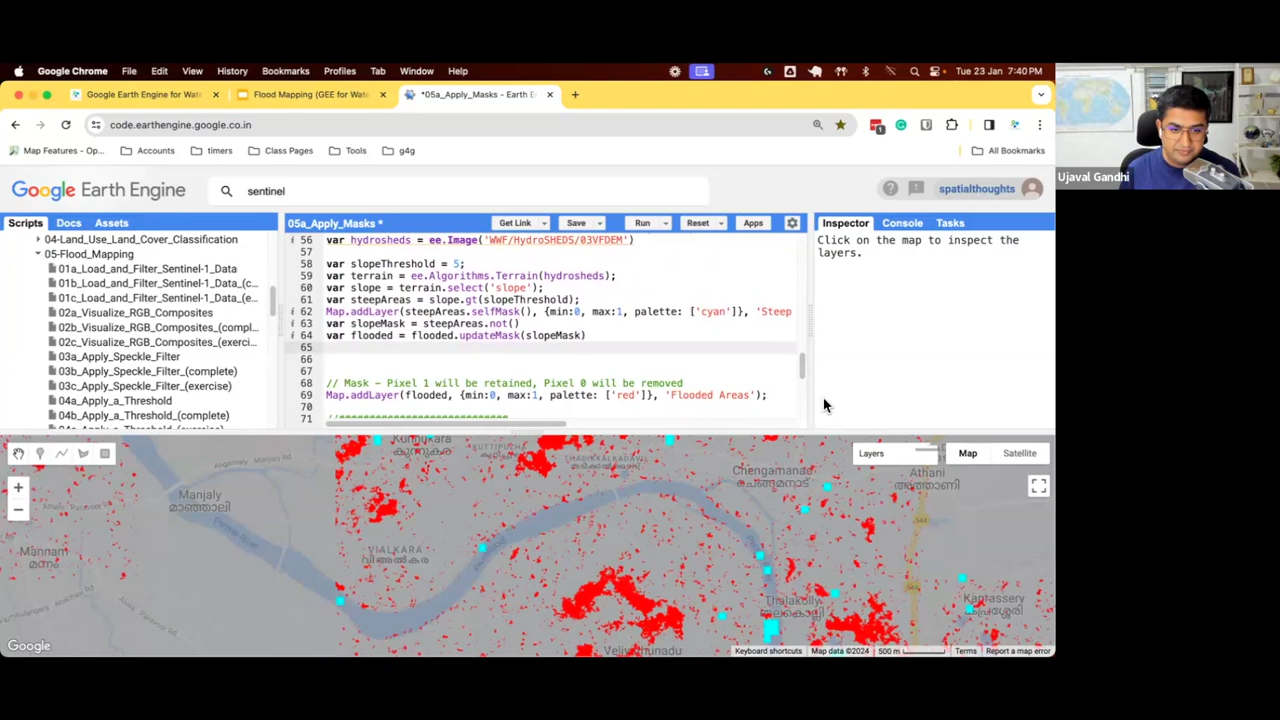 Google Chrome File Edit View History Bookmarks Profiles Tab Window Help
Tue 23 Jan 7:40 PM
Google Earth Engine for Wate
Flood Mapping (GEE for Wate
*05a_Apply_Masks - Earth E
code.earthengine.google.co.in
1
Map Features - Op...
Accounts
timers
Class Pages
Tools
g4g
All Bookmarks
Ujaval Gandhi
Google Earth Engine
sentinel
spatialthoughts
Scripts Docs Assets
05a_Apply_Masks *
Get Link
Save
Run
Reset
Apps
Inspector Console Tasks
04-Land_Use_Land_Cover_Classification
05-Flood_Mapping
01a_Load_and_Filter_Sentinel-1_Data
01b_Load_and_Filter_Sentinel-1_Data_(c...
01c_Load_and_Filter_Sentinel-1_Data_(e...
02a_Visualize_RGB_Composites
02b_Visualize_RGB_Composites_(compl...
02c_Visualize_RGB_Composites_(exerci...
03a_Apply_Speckle_Filter
03b_Apply_Speckle_Filter_(complete)
03c_Apply_Speckle_Filter_(exercise)
04a_Apply_a_Threshold
04b_Apply_a_Threshold_(complete)
i 56 var hydrosheds = ee.Image('WWF/HydroSHEDS/03VFDEM')
57
58 var slopeThreshold = 5;
59 var terrain = ee.Algorithms.Terrain(hydrosheds);
60 var slope = terrain.select('slope');
61 var steepAreas = slope.gt(slopeThreshold);
i 62 Map.addLayer(steepAreas.selfMask(), {min:0, max:1, palette: ['cyan']}, 'Steep
i 63 var slopeMask = steepAreas.not()
i 64 var flooded = flooded.updateMask(slopeMask)
65
66
67
68 // Mask - Pixel 1 will be retained, Pixel 0 will be removed
69 Map.addLayer(flooded, {min:0, max:1, palette: ['red']}, 'Flooded Areas');
70
71
Click on the map to inspect the
layers.
Layers
Map
Satellite
+
−
Manjaly
മാഞ്ഞാലി
Mannam
മന്നം
Chengamanad
ചെങ്ങമനാട്
Athani
അത്താണി
VIALKARA
544
544
Thalakolly
Kaprassery
Google
Keyboard shortcuts
Map data ©2024
500 m
Terms
Report a map error